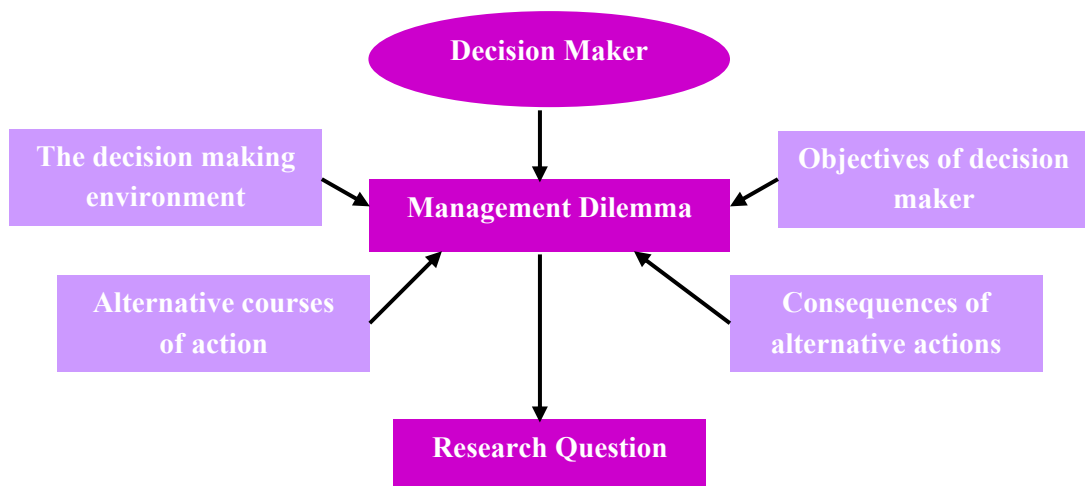 Decision Maker
The decision making
environment
Objectives of decision
maker
Management Dilemma
Alternative courses
of action
Consequences of
alternative actions
Research Question